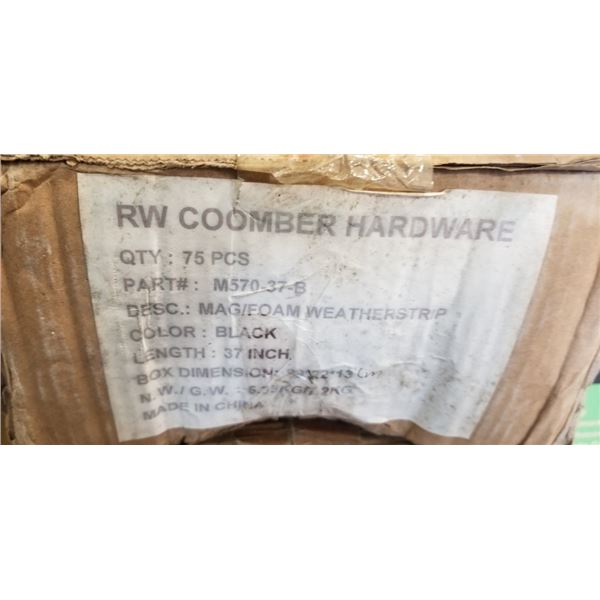 RW COOMBER HARDWARE
QTY : 75 PCS
PART# : M570-37-B
DESC.: MAG/FOAM WEATHERSTRIP
COLOR : BLACK
LENGTH : 37 INCH
BOX DIMENSION:
N.W./ G.W. :
MADE IN CHINA